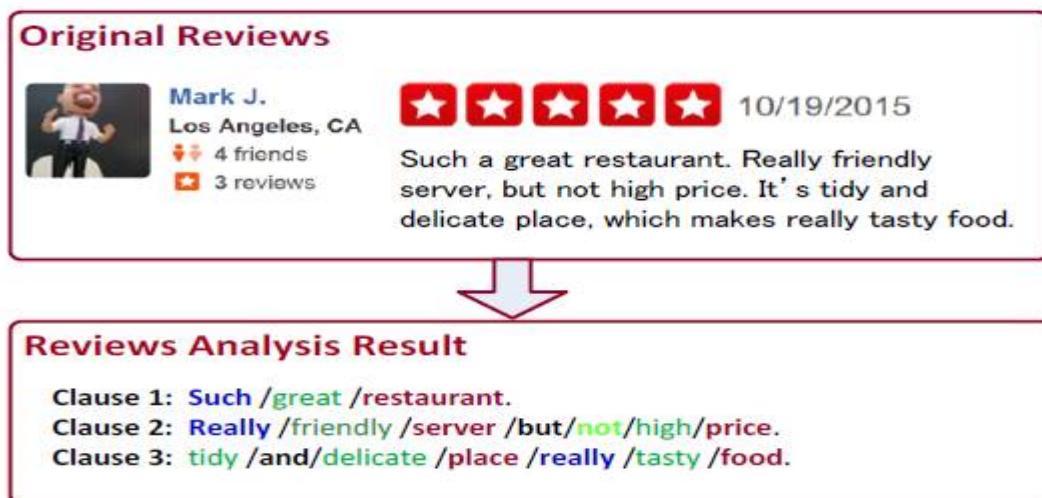 Original Reviews
Mark J.
Los Angeles, CA
4 friends
3 reviews
10/19/2015
Such a great restaurant. Really friendly
server, but not high price. It's tidy and
delicate place, which makes really tasty food.
Reviews Analysis Result
Clause 1: Such /great /restaurant.
Clause 2: Really /friendly /server /but/not/high/price.
Clause 3: tidy /and/delicate /place /really /tasty /food.